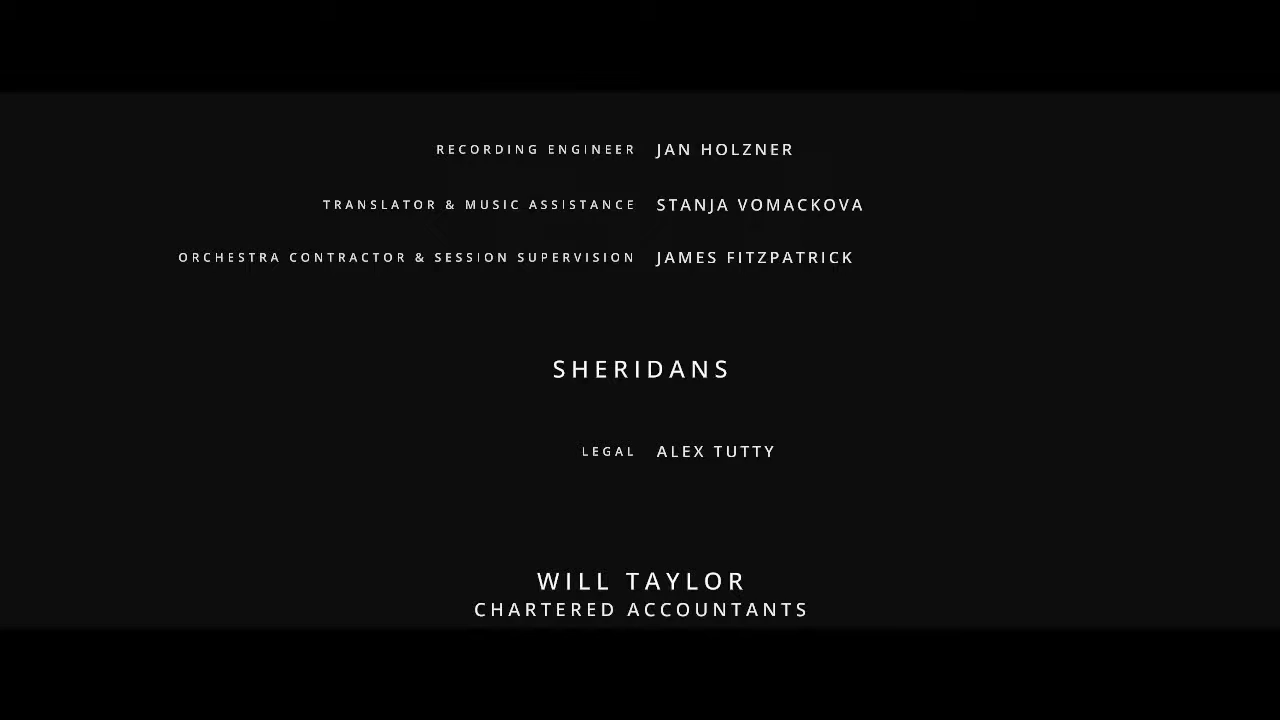 RECORDING ENGINEER JAN HOLZNER
TRANSLATOR & MUSIC ASSISTANCE STANJA VOMACKOVA
ORCHESTRA CONTRACTOR & SESSION SUPERVISION JAMES FITZPATRICK
SHERIDANS
LEGAL ALEX TUTTY
WILL TAYLOR
CHARTERED ACCOUNTANTS